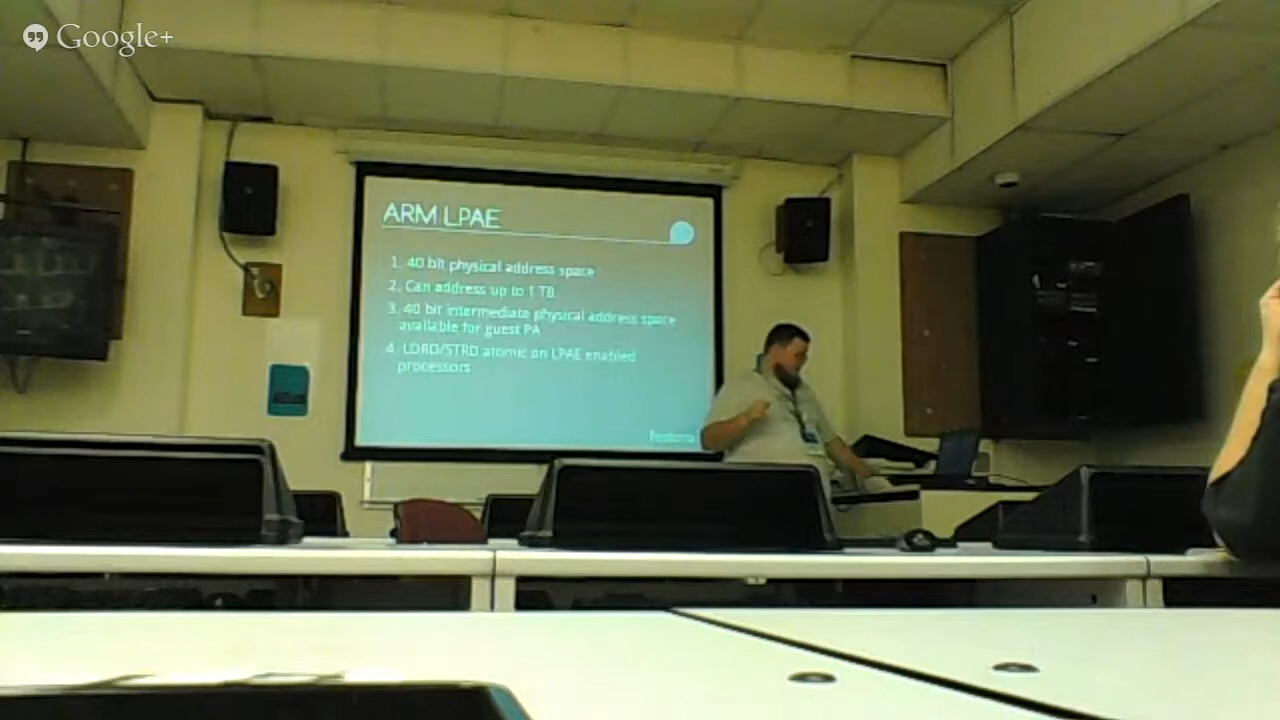 Google+
ARM LPAE
1. 40 bit physical address space
2. Can address up to 1 TB
3. 40 bit intermediate physical address space
available for guest PA
4. LDRD/STRD atomic on LPAE enabled
processors
fedora